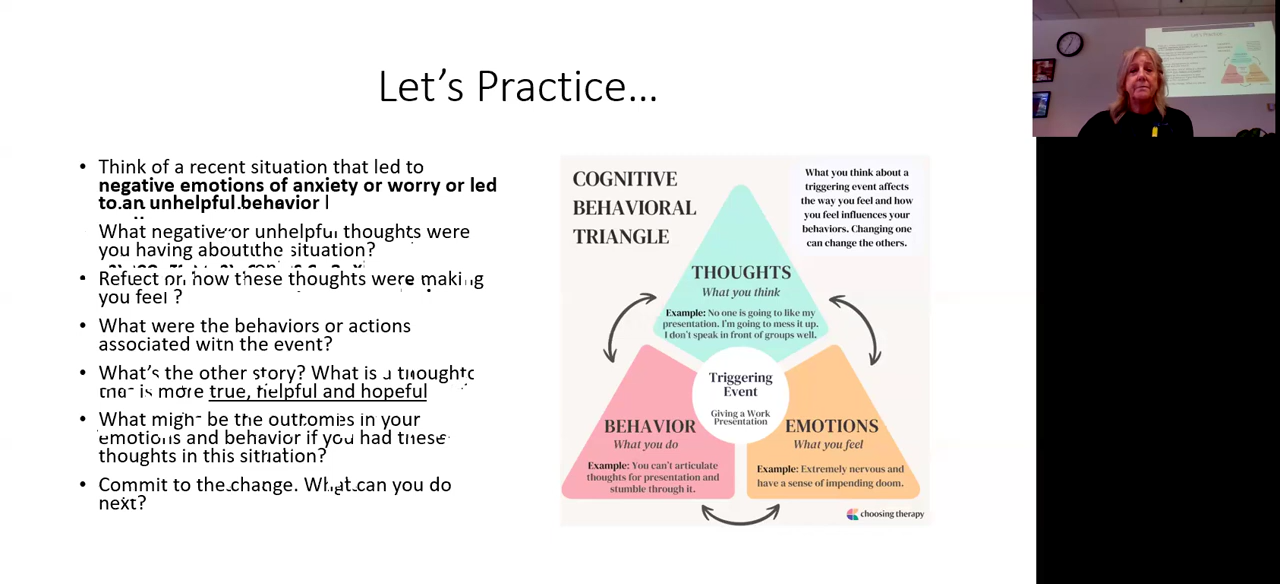 Let's Practice...
• Think of a recent situation that led to
negative emotions of anxiety or worry or led
to an unhelpful behavior
What negative or unhelpful thoughts were
you having about the situation?
• Reflect on how these thoughts were making
you feel ?
• What were the behaviors or actions
associated with the event?
• What's the other story? What is a thought
that is more true, helpful and hopeful
• What might be the outcomes in your
emotions and behavior if you had these
thoughts in this situation?
• Commit to the change. What can you do
next?
COGNITIVE
BEHAVIORAL
TRIANGLE
What you think about a
triggering event affects
the way you feel and how
you feel influences your
behaviors. Changing one
can change the others.
THOUGHTS
What you think
Example: No one is going to like my
presentation. I'm going to mess it up.
I don't speak in front of groups well.
Triggering
Event
Giving a Work
Presentation
BEHAVIOR
What you do
Example: You can't articulate
thoughts for presentation and
stumble through it.
EMOTIONS
What you feel
Example: Extremely nervous and
have a sense of impending doom.
choosing therapy
Let's Practice